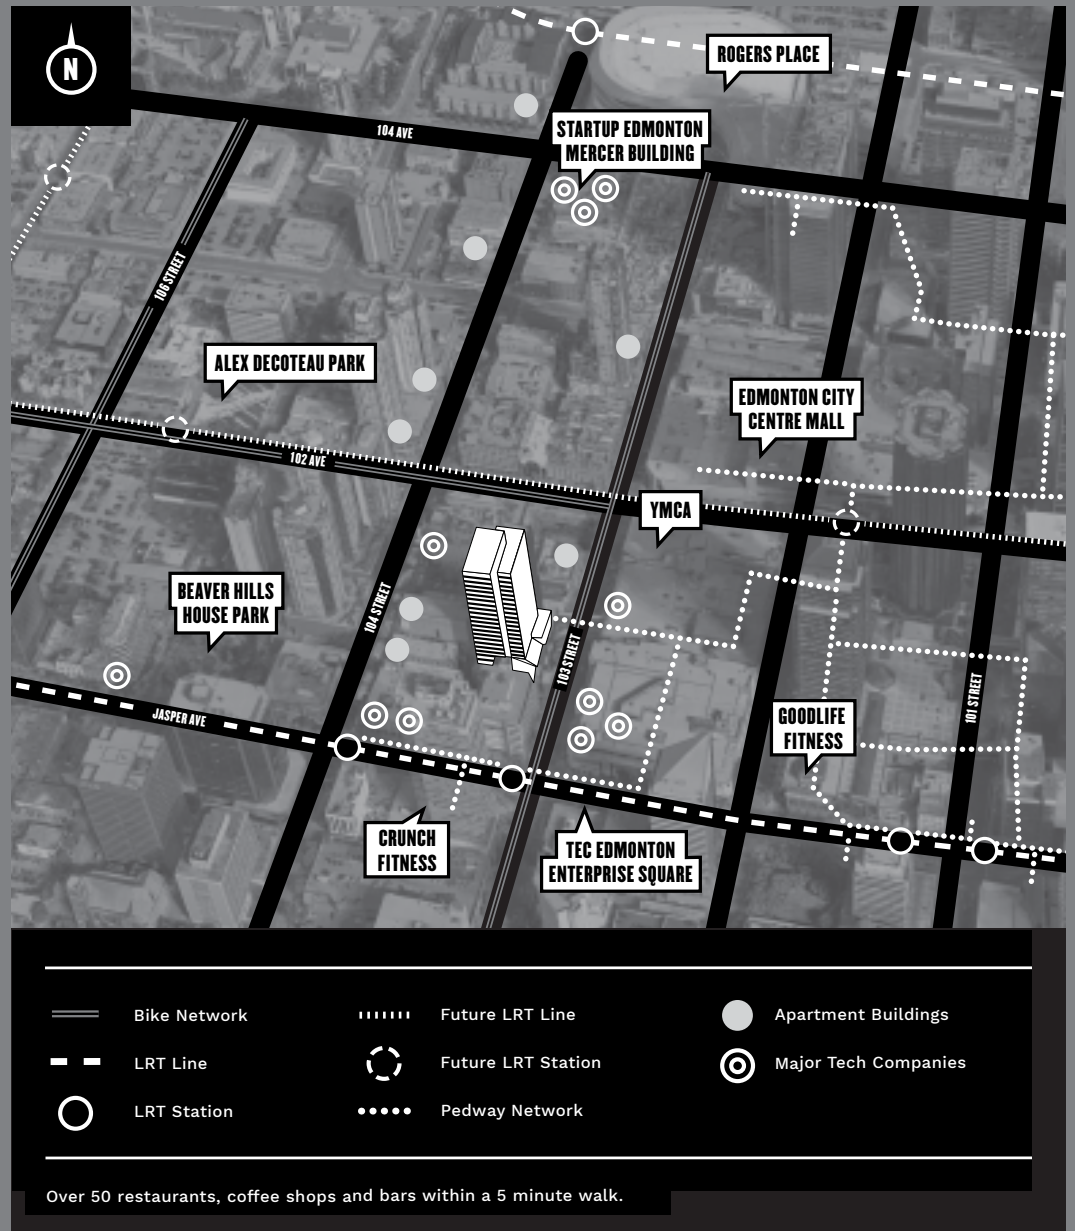 N
ROGERS PLACE
104 AVE
STARTUP EDMONTON
MERCER BUILDING
106 STREET
ALEX DECOTEAU PARK
EDMONTON CITY
CENTRE MALL
102 AVE
YMCA
BEAVER HILLS
HOUSE PARK
104 STREET
103 STREET
101 STREET
JASPER AVE
GOODLIFE
FITNESS
CRUNCH
FITNESS
TEC EDMONTON
ENTERPRISE SQUARE
Bike Network
Future LRT Line
Apartment Buildings
LRT Line
Future LRT Station
Major Tech Companies
LRT Station
Pedway Network
Over 50 restaurants, coffee shops and bars within a 5 minute walk.